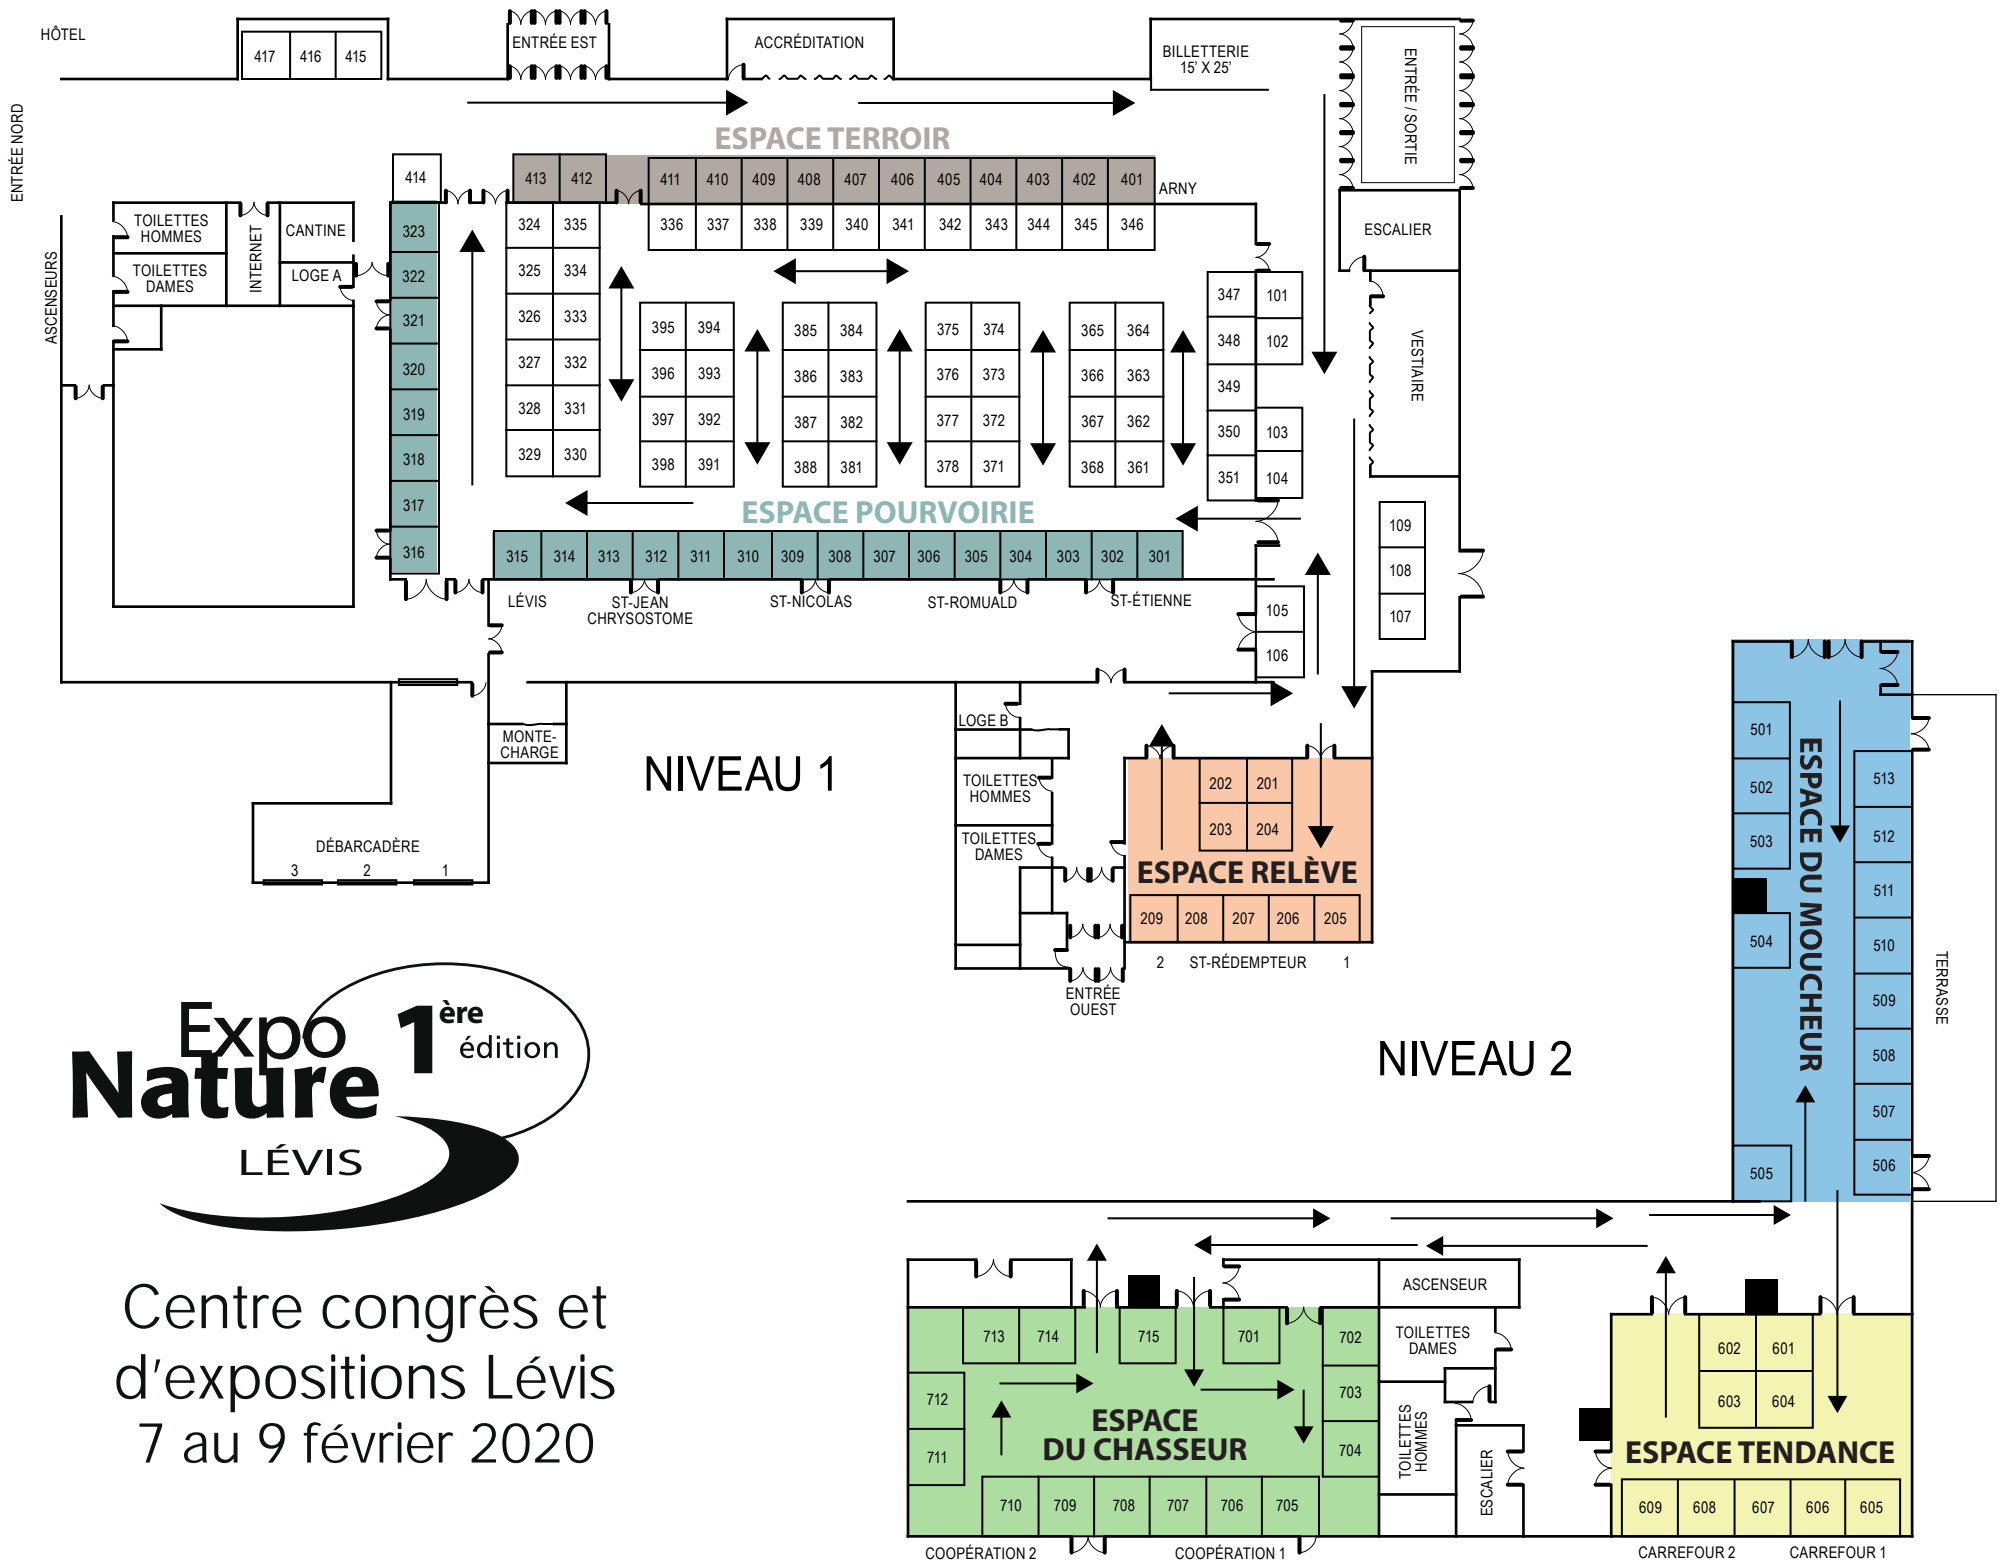 HÔTEL
417 416 415
ENTRÉE EST
ACCRÉDITATION
BILLETTERIE
15' X 25'
ENTRÉE / SORTIE
ENTRÉE NORD
ESPACE TERROIR
414
413 412
411 410 409 408 407 406 405 404 403 402 401
ARNY
TOILETTES
HOMMES
TOILETTES
DAMES
INTERNET
CANTINE
LOGE A
ASCENSEURS
ESCALIER
VESTIAIRE
323
322
321
320
319
318
317
316
324 335
325 334
326 333
327 332
328 331
329 330
336 337 338 339 340 341 342 343 344 345 346
395 394
396 393
397 392
398 391
385 384
386 383
387 382
388 381
375 374
376 373
377 372
378 371
365 364
366 363
367 362
368 361
347 101
348 102
349
350 103
351 104
ESPACE POURVOIRIE
315 314 313 312 311 310 309 308 307 306 305 304 303 302 301
109
108
107
105
106
LÉVIS
ST-JEAN
CHRYSOSTOME
ST-NICOLAS
ST-ROMUALD
ST-ÉTIENNE
MONTE-
CHARGE
NIVEAU 1
DÉBARCADÈRE
3 2 1
LOGE B
TOILETTES
HOMMES
TOILETTES
DAMES
202 201
203 204
ESPACE RELÈVE
209 208 207 206 205
2 ST-RÉDEMPTEUR 1
ENTRÉE
OUEST
501
502
503
504
505
ESPACE DU MOUCHEUR
513
512
511
510
509
508
507
506
TERRASSE
NIVEAU 2
Expo
Nature
LÉVIS
1ère
édition
Centre congrès et
d'expositions Lévis
7 au 9 février 2020
713 714 715 701 702
712 703
711 704
ESPACE
DU CHASSEUR
710 709 708 707 706 705
COOPÉRATION 2
COOPÉRATION 1
ASCENSEUR
TOILETTES
DAMES
TOILETTES
HOMMES
ESCALIER
602 601
603 604
ESPACE TENDANCE
609 608 607 606 605
CARREFOUR 2
CARREFOUR 1